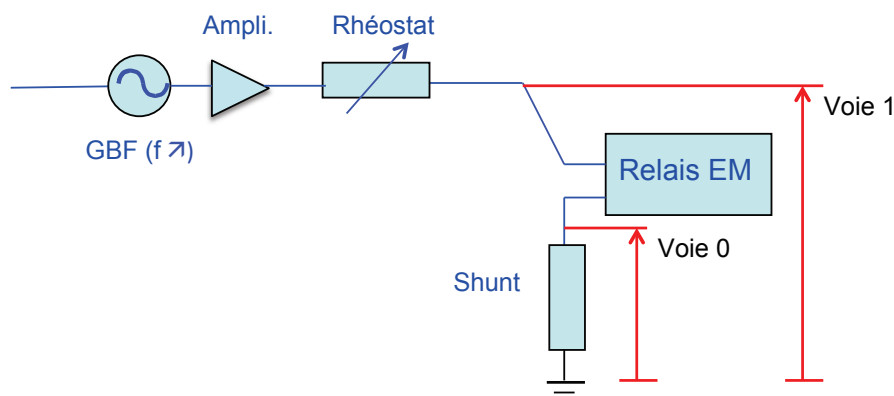 Ampli.
Rhéostat
Voie 1
GBF (f ↗)
Relais EM
Voie 0
Shunt